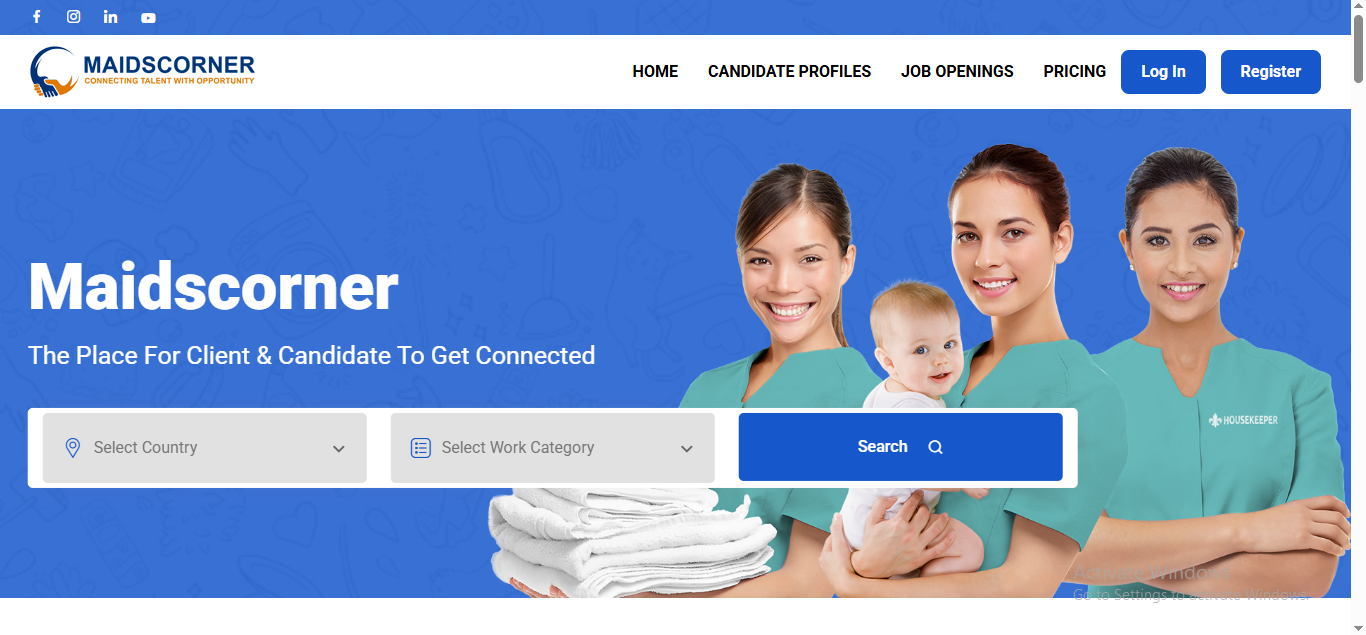 MAIDSCORNER
CONNECTING TALENT WITH OPPORTUNITY
HOME
CANDIDATE PROFILES
JOB OPENINGS
PRICING
Log In
Register
Maidscorner
The Place For Client & Candidate To Get Connected
Select Country
Select Work Category
Search
HOUSEKEEPER
Activate Windows
Go to Settings to activate Windows.